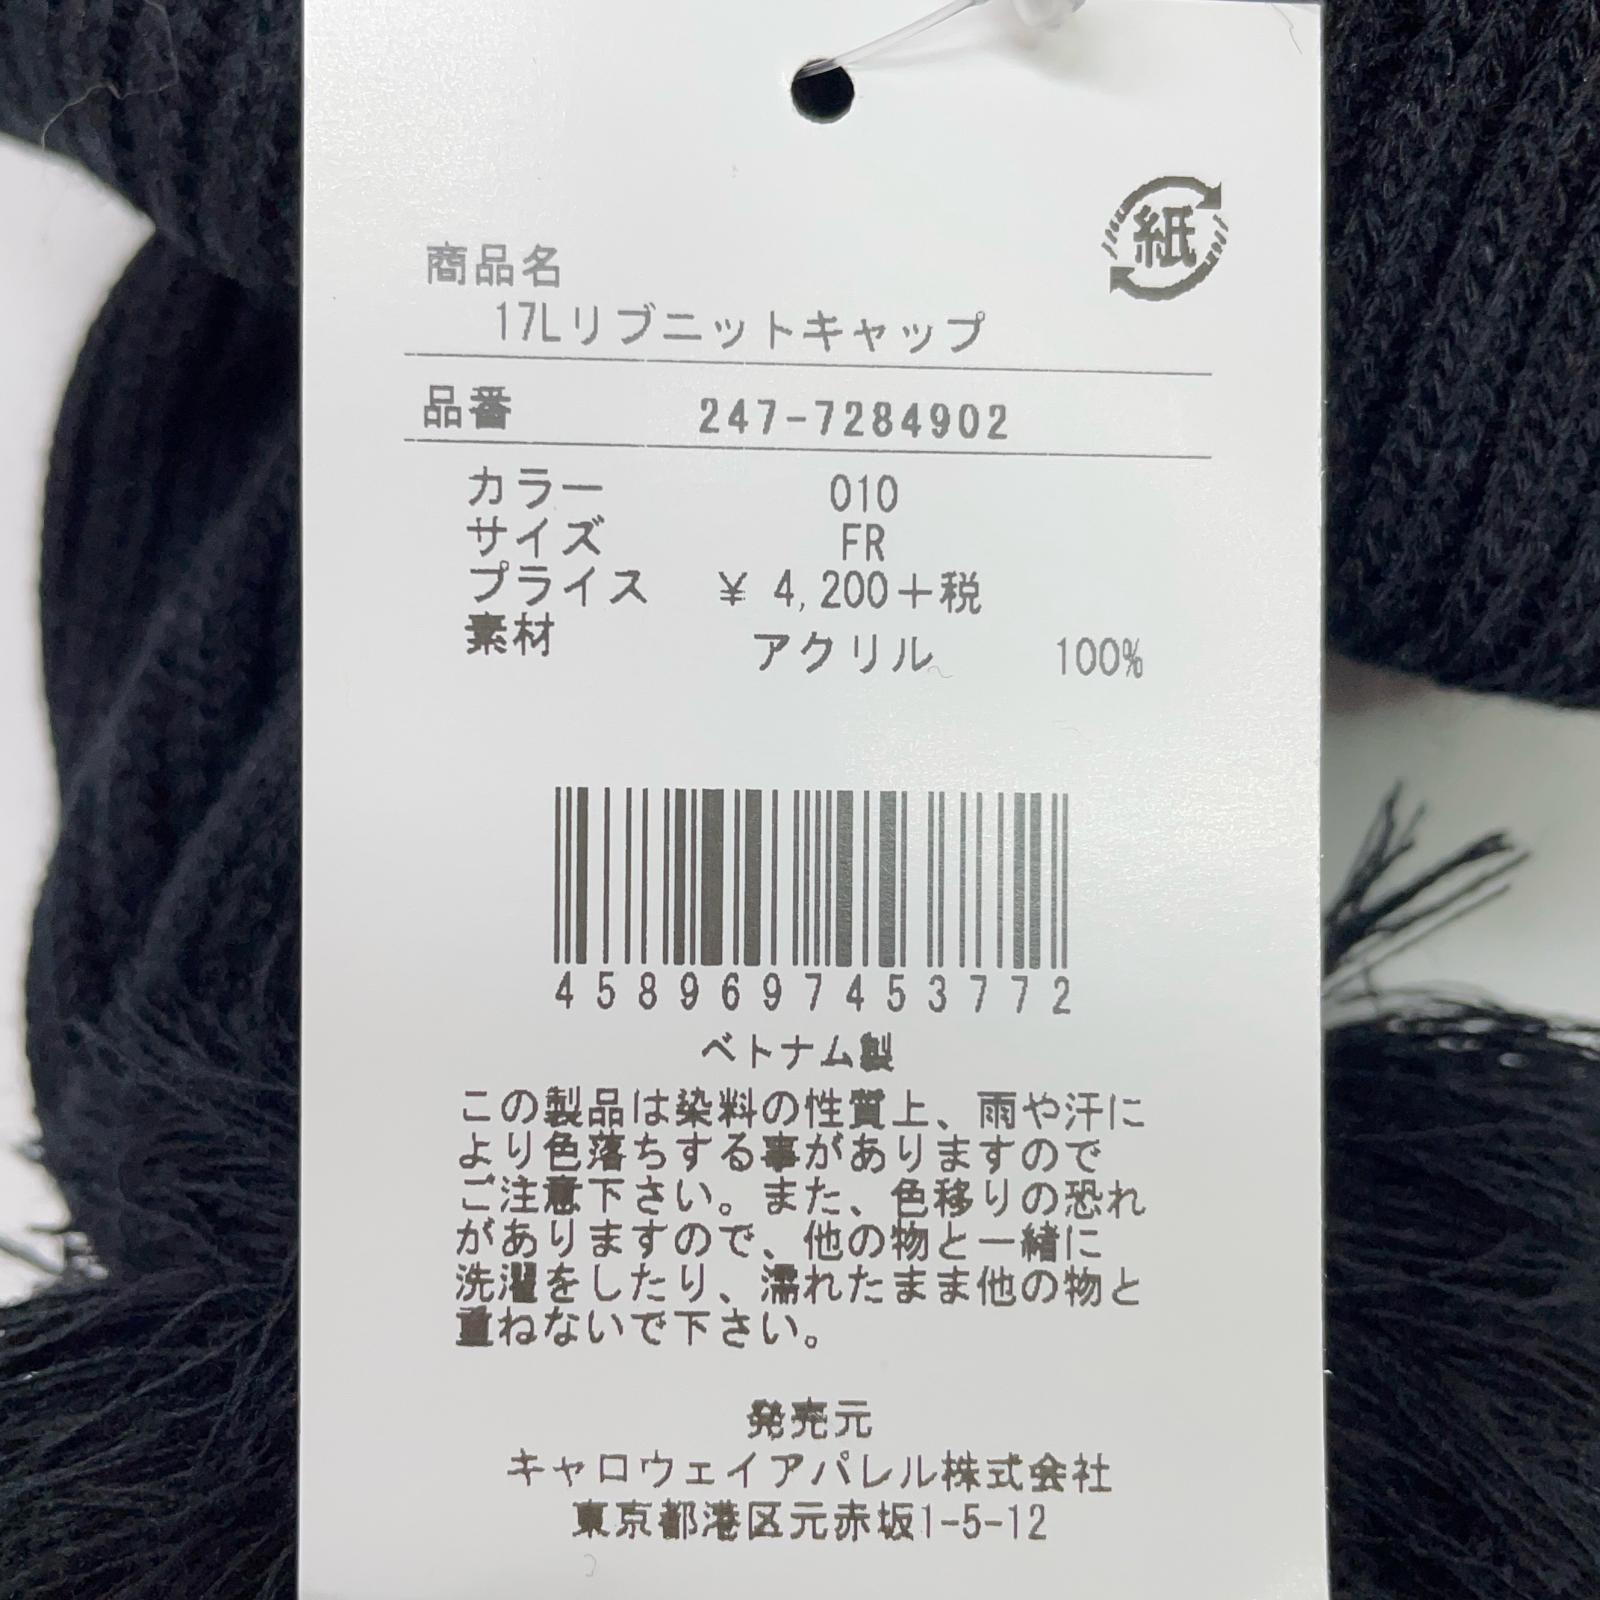 紙
商品名
17Lリブニットキャップ
品番 247-7284902
カラー 010
サイズ FR
プライス ¥ 4,200+税
素材 アクリル 100%
4589697453772
ベトナム製
この製品は染料の性質上、雨や汗に
より色落ちする事がありますので
ご注意下さい。また、色移りの恐れ
がありますので、他の物と一緒に
洗濯をしたり、濡れたまま他の物と
重ねないで下さい。
発売元
キャロウェイアパレル株式会社
東京都港区元赤坂1-5-12